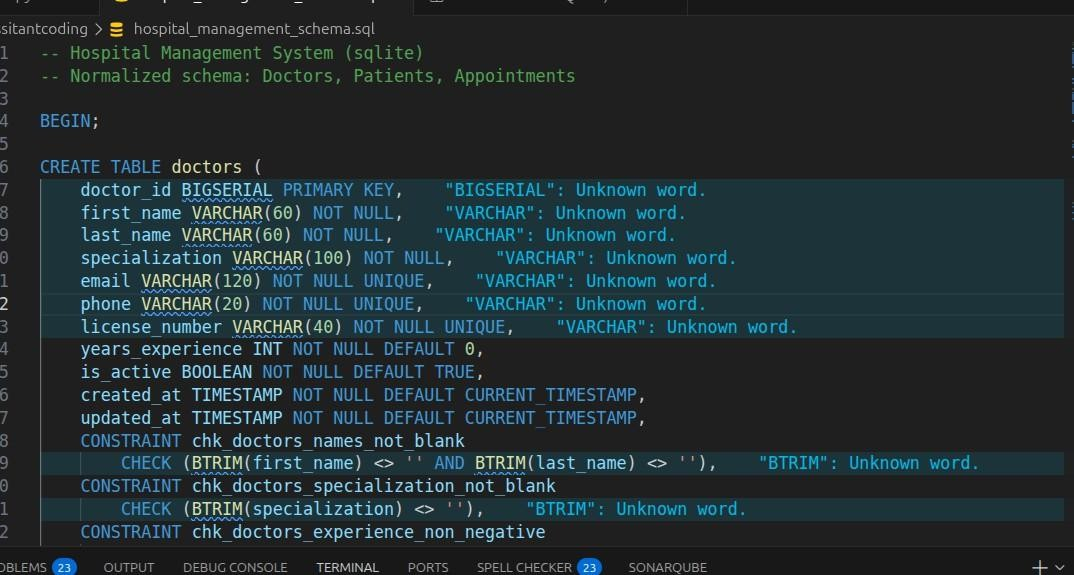 sitantcoding > hospital_management_schema.sql
1 -- Hospital Management System (sqlite)
2 -- Normalized schema: Doctors, Patients, Appointments
3
4 BEGIN;
5
6 CREATE TABLE doctors (
7 doctor_id BIGSERIAL PRIMARY KEY, "BIGSERIAL": Unknown word.
8 first_name VARCHAR(60) NOT NULL, "VARCHAR": Unknown word.
9 last_name VARCHAR(60) NOT NULL, "VARCHAR": Unknown word.
0 specialization VARCHAR(100) NOT NULL, "VARCHAR": Unknown word.
1 email VARCHAR(120) NOT NULL UNIQUE, "VARCHAR": Unknown word.
2 phone VARCHAR(20) NOT NULL UNIQUE, "VARCHAR": Unknown word.
3 license_number VARCHAR(40) NOT NULL UNIQUE, "VARCHAR": Unknown word.
4 years_experience INT NOT NULL DEFAULT 0,
5 is_active BOOLEAN NOT NULL DEFAULT TRUE,
6 created_at TIMESTAMP NOT NULL DEFAULT CURRENT_TIMESTAMP,
7 updated_at TIMESTAMP NOT NULL DEFAULT CURRENT_TIMESTAMP,
8 CONSTRAINT chk_doctors_names_not_blank
9 CHECK (BTRIM(first_name) <> '' AND BTRIM(last_name) <> ''), "BTRIM": Unknown word.
0 CONSTRAINT chk_doctors_specialization_not_blank
1 CHECK (BTRIM(specialization) <> ''), "BTRIM": Unknown word.
2 CONSTRAINT chk_doctors_experience_non_negative
OBLEMS 23 OUTPUT DEBUG CONSOLE TERMINAL PORTS SPELL CHECKER 23 SONARQUBE